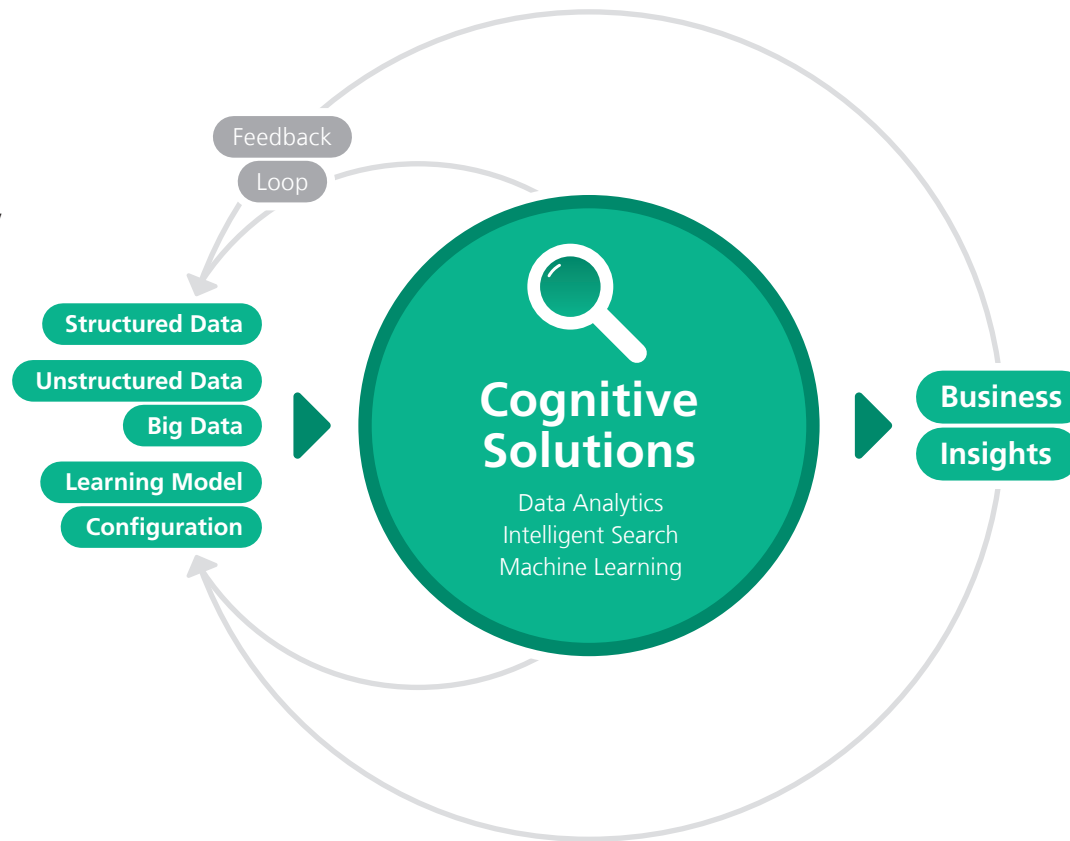 Feedback
Loop
Structured Data
Unstructured Data
Big Data
Learning Model
Configuration
Cognitive
Solutions
Data Analytics
Intelligent Search
Machine Learning
Business
Insights